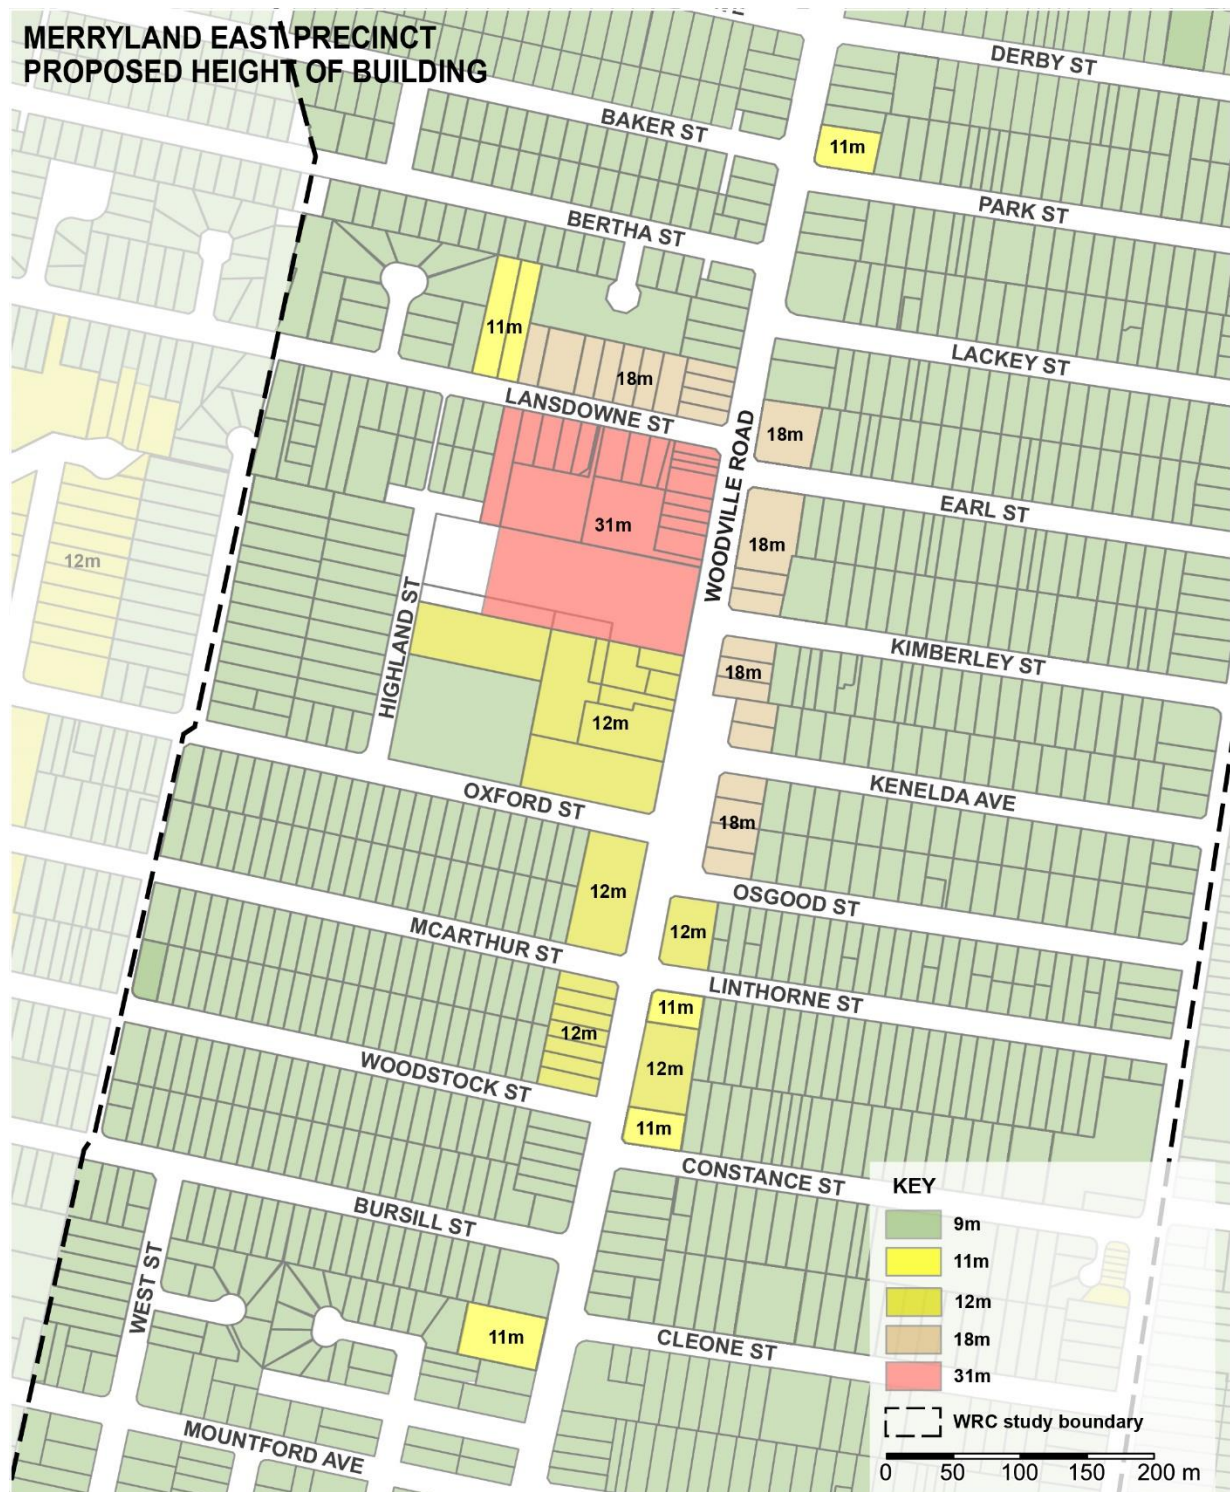 MERRYLAND EAST PRECINCT
PROPOSED HEIGHT OF BUILDING
DERBY ST
BAKER ST
11m
PARK ST
BERTHA ST
11m
LACKEY ST
18m
LANSDOWNE ST
18m
WOODVILLE ROAD
EARL ST
31m
18m
12m
HIGHLAND ST
KIMBERLEY ST
18m
12m
KENELDA AVE
OXFORD ST
18m
12m
OSGOOD ST
MCARTHUR ST
12m
LINTHORNE ST
11m
12m
12m
WOODSTOCK ST
11m
CONSTANCE ST
BURSILL ST
WEST ST
11m
CLEONE ST
MOUNTFORD AVE
KEY
9m
11m
12m
18m
31m
WRC study boundary
0 50 100 150 200 m